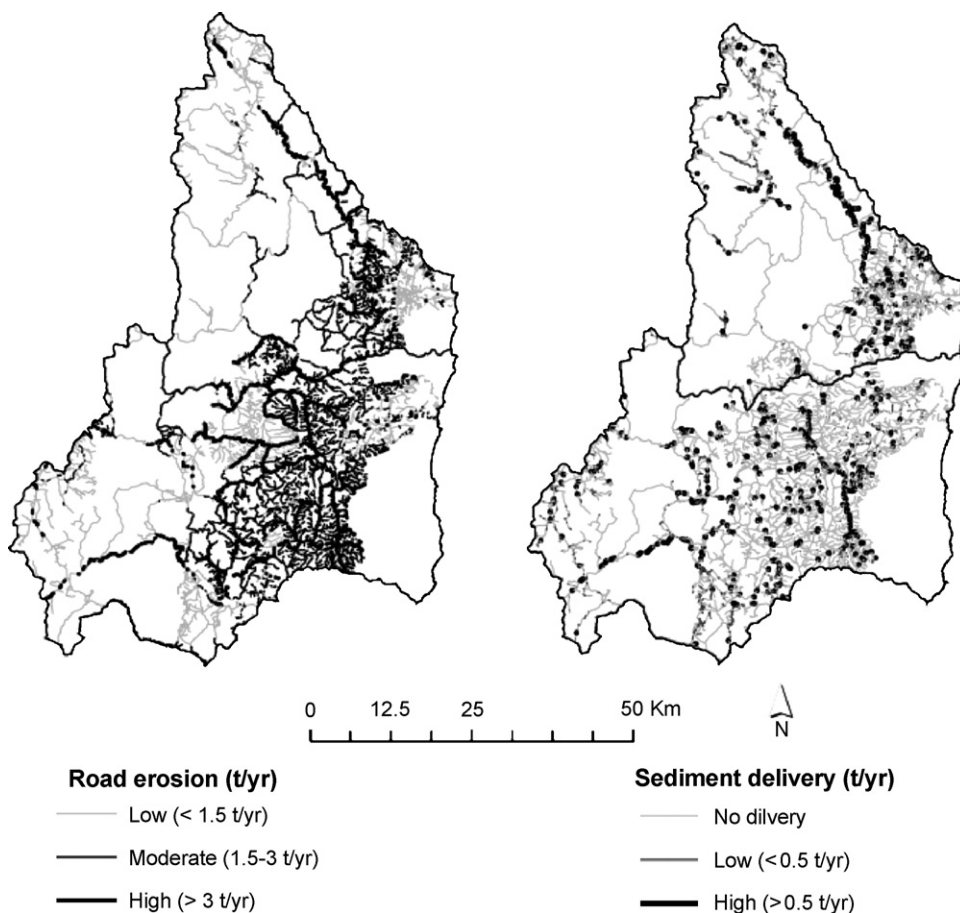 0 12.5 25 50 Km
N
Road erosion (t/yr)
Low (< 1.5 t/yr)
Moderate (1.5-3 t/yr)
High (> 3 t/yr)
Sediment delivery (t/yr)
No dilvery
Low (<0.5 t/yr)
High (>0.5 t/yr)